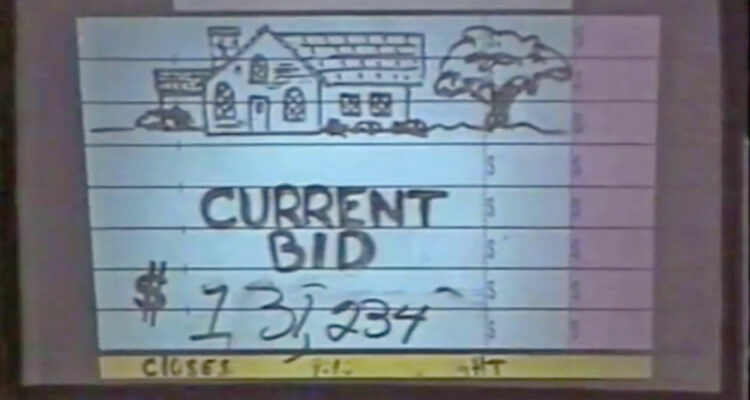 CURRENT
BID
$ 131,234
CLOSES